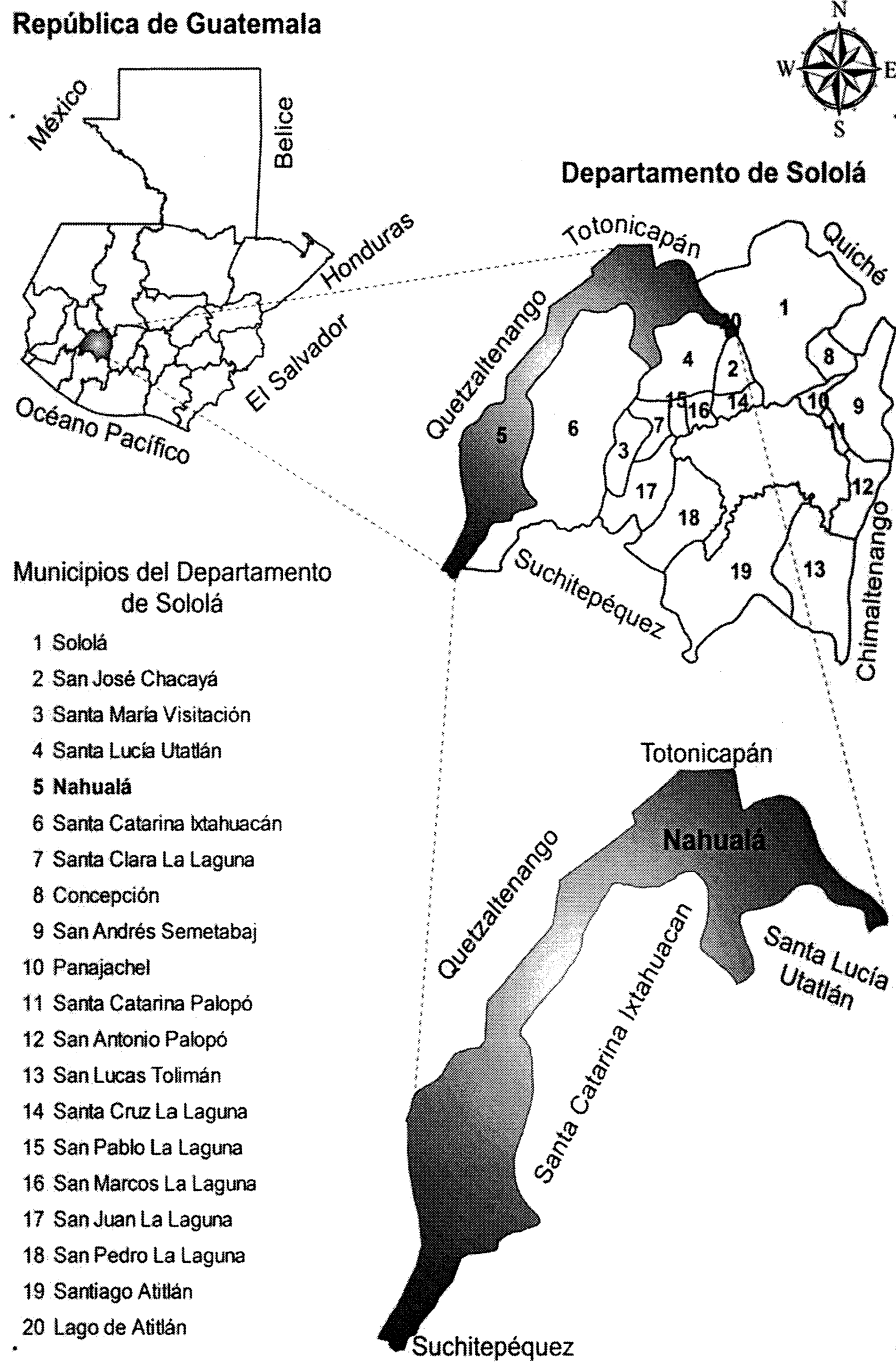 República de Guatemala
N
W E
S
México
Belice
Honduras
El Salvador
Océano Pacífico
Departamento de Sololá
Totonicapán
Quiché
Quetzaltenango
Suchitepéquez
Chimaltenango
1
20
8
4
2
9
15
16
14
10
5
6
7
3
11
17
12
18
19
13
Municipios del Departamento
de Sololá
1 Sololá
2 San José Chacayá
3 Santa María Visitación
4 Santa Lucía Utatlán
5 Nahualá
6 Santa Catarina Ixtahuacán
7 Santa Clara La Laguna
8 Concepción
9 San Andrés Semetabaj
10 Panajachel
11 Santa Catarina Palopó
12 San Antonio Palopó
13 San Lucas Tolimán
14 Santa Cruz La Laguna
15 San Pablo La Laguna
16 San Marcos La Laguna
17 San Juan La Laguna
18 San Pedro La Laguna
19 Santiago Atitlán
20 Lago de Atitlán
Totonicapán
Nahualá
Quetzaltenango
Santa Catarina Ixtahuacan
Santa Lucía
Utatlán
Suchitepéquez